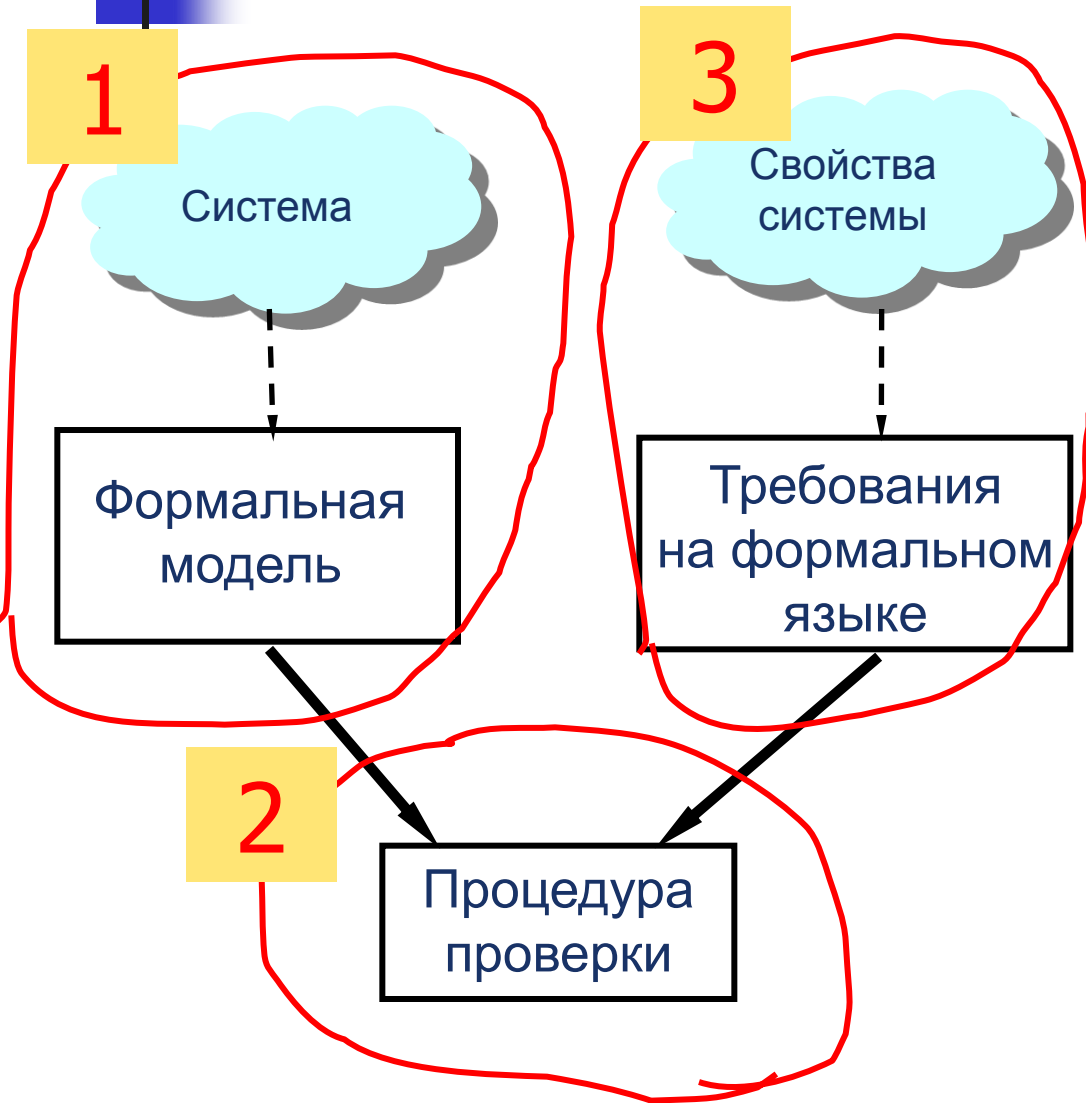 1
Система
Формальная
модель
3
Свойства
системы
Требования
на формальном
языке
2
Процедура
проверки